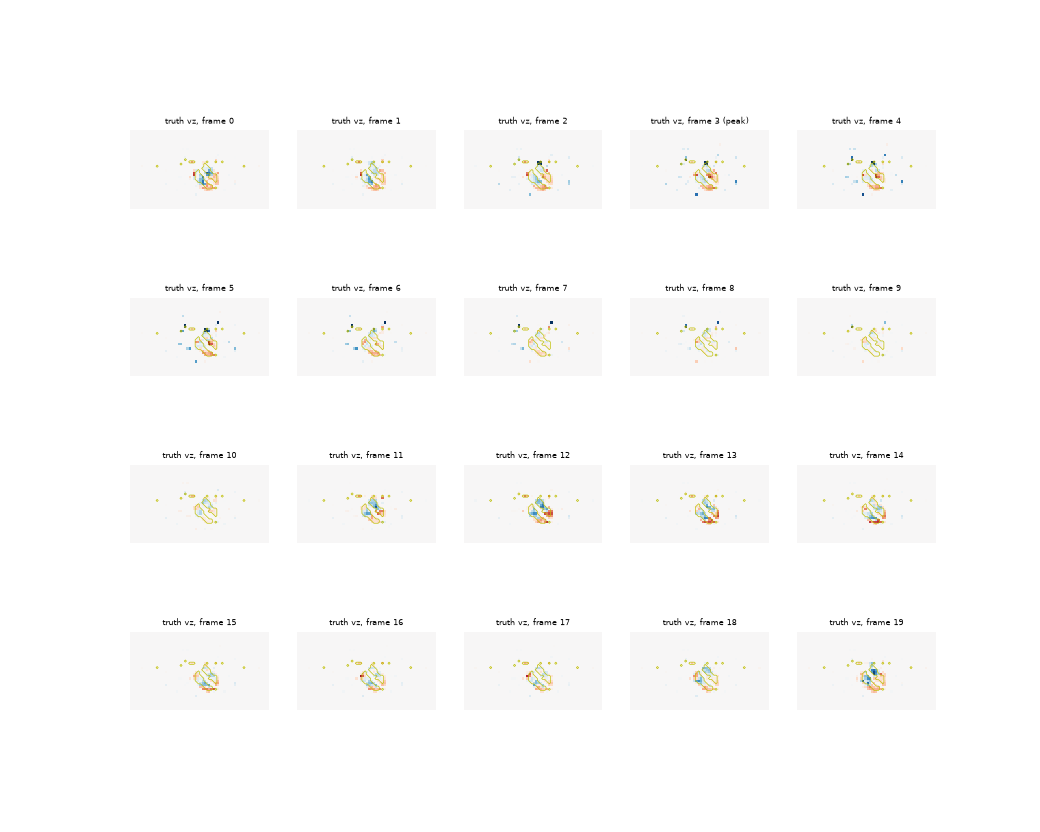 truth vz, frame 0
truth vz, frame 1
truth vz, frame 2
truth vz, frame 3 (peak)
truth vz, frame 4
truth vz, frame 5
truth vz, frame 6
truth vz, frame 7
truth vz, frame 8
truth vz, frame 9
truth vz, frame 10
truth vz, frame 11
truth vz, frame 12
truth vz, frame 13
truth vz, frame 14
truth vz, frame 15
truth vz, frame 16
truth vz, frame 17
truth vz, frame 18
truth vz, frame 19